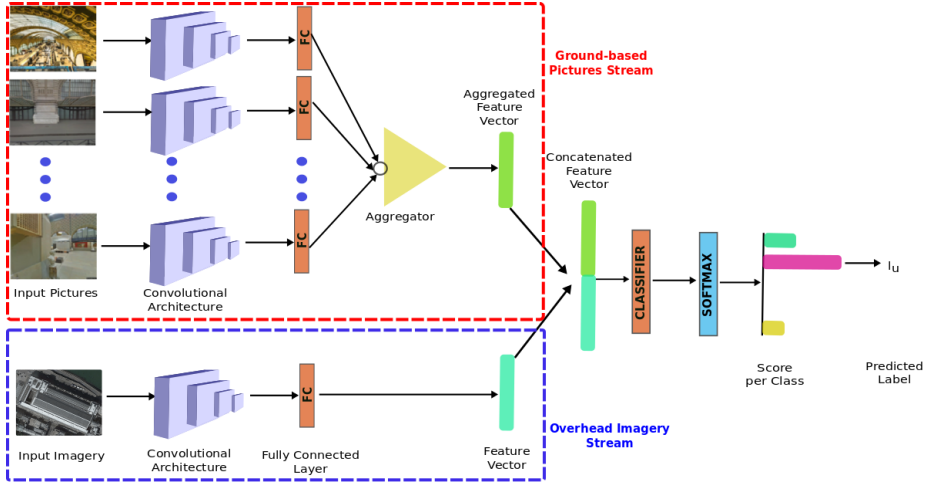 FC
Ground-based
Pictures Stream
FC
Aggregated
Feature
Vector
Concatenated
Feature
Vector
Aggregator
FC
CLASSIFIER
SOFTMAX
lu
Input Pictures
Convolutional
Architecture
FC
Score
per Class
Predicted
Label
Overhead Imagery
Stream
Input Imagery
Convolutional
Architecture
Fully Connected
Layer
Feature
Vector